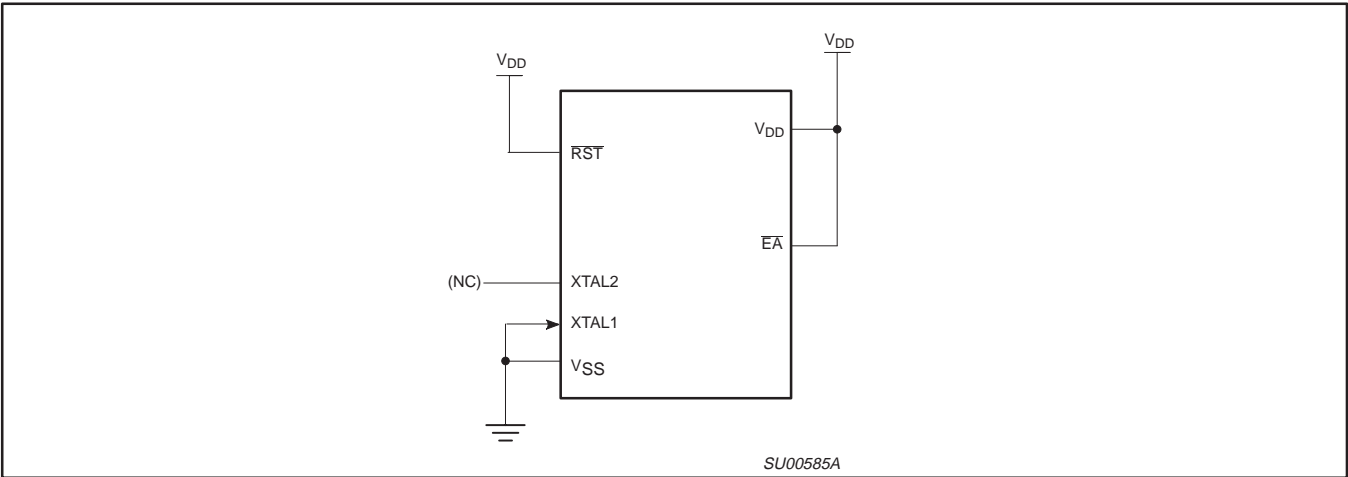 VDD
VDD
VDD
RST
EA
(NC)
XTAL2
XTAL1
VSS
SU00585A